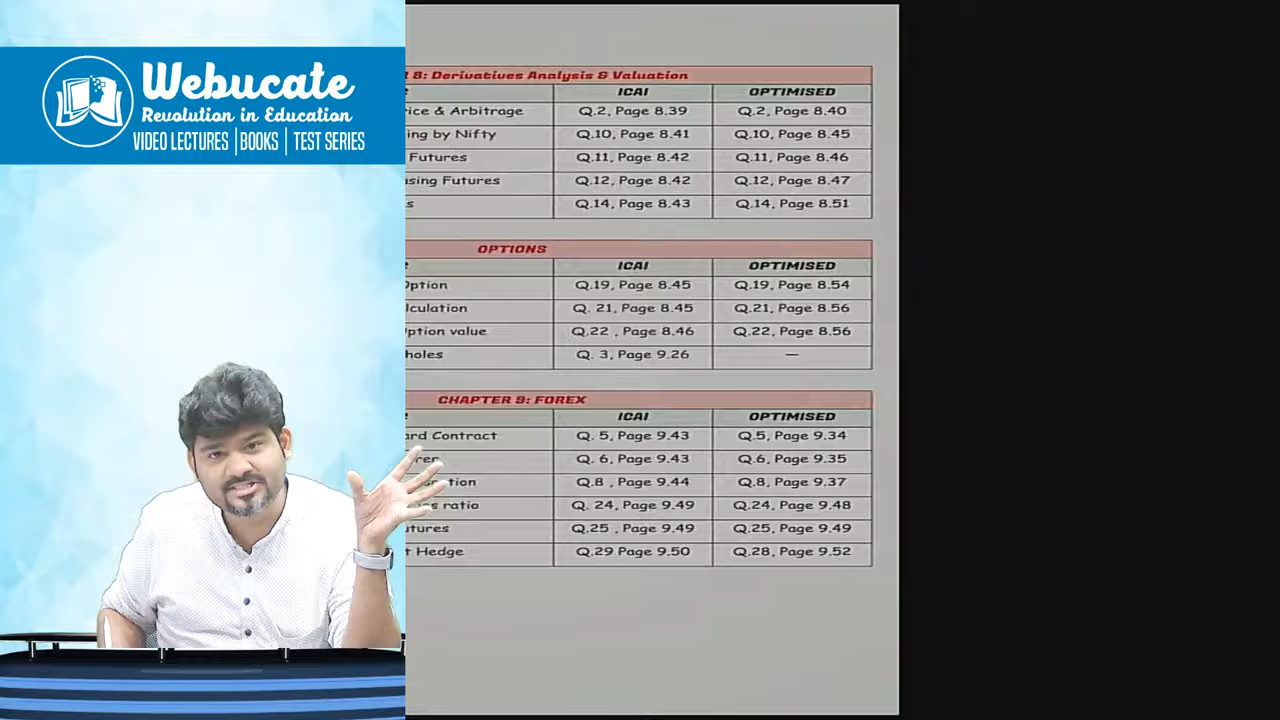 Webucate
Revolution in Education
VIDEO LECTURES | BOOKS | TEST SERIES
8: Derivatives Analysis & Valuation
ICAI OPTIMISED
ice & Arbitrage Q.2, Page 8.39 Q.2, Page 8.40
ing by Nifty Q.10, Page 8.41 Q.10, Page 8.45
Futures Q.11, Page 8.42 Q.11, Page 8.46
using Futures Q.12, Page 8.42 Q.12, Page 8.47
s Q.14, Page 8.43 Q.14, Page 8.51
OPTIONS
ICAI OPTIMISED
Option Q.19, Page 8.45 Q.19, Page 8.54
lculation Q. 21, Page 8.45 Q.21, Page 8.56
ption value Q.22 , Page 8.46 Q.22, Page 8.56
holes Q. 3, Page 9.26 —
CHAPTER 9: FOREX
ICAI OPTIMISED
ard Contract Q. 5, Page 9.43 Q.5, Page 9.34
rer Q. 6, Page 9.43 Q.6, Page 9.35
tion Q.8 , Page 9.44 Q.8, Page 9.37
ratio Q. 24, Page 9.49 Q.24, Page 9.48
utures Q.25 , Page 9.49 Q.25, Page 9.49
t Hedge Q.29 Page 9.50 Q.28, Page 9.52